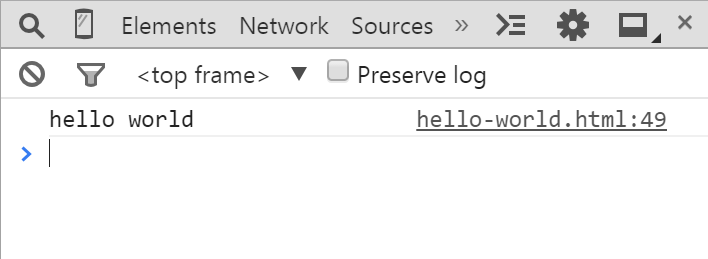 Elements Network Sources »
<top frame> ▼ Preserve log
hello world hello-world.html:49
>